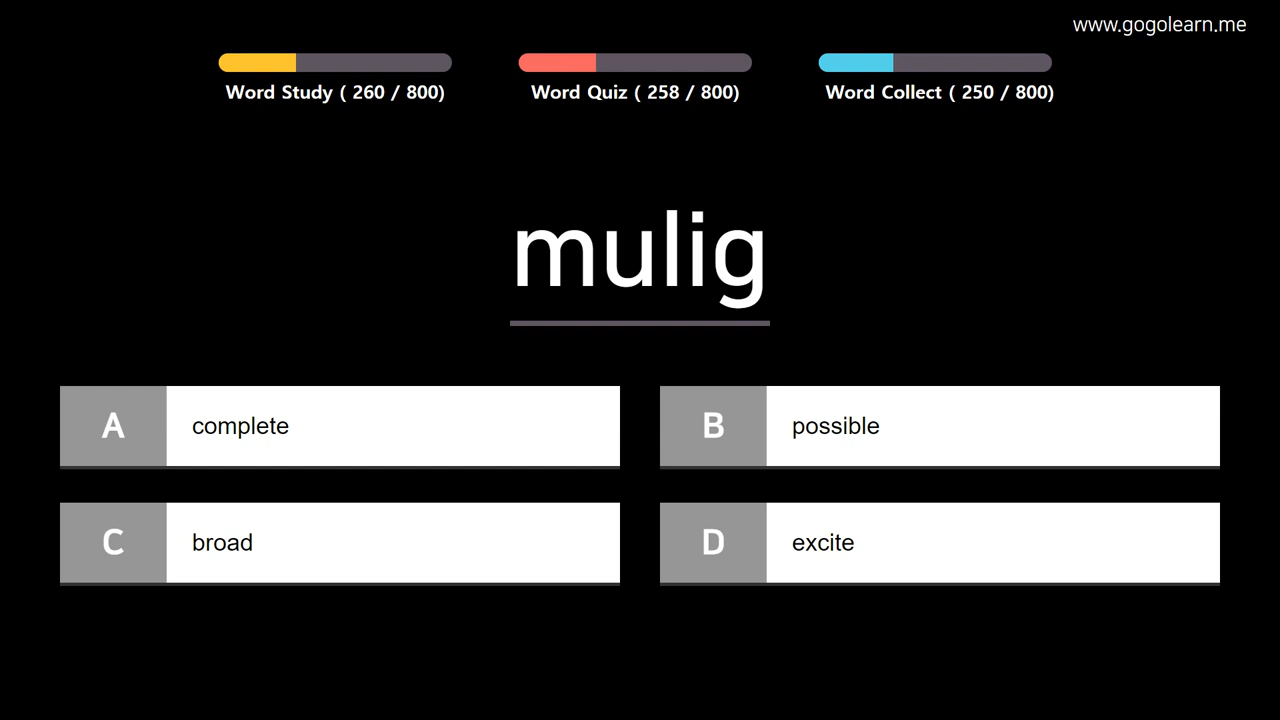 www.gogolearn.me
Word Study ( 260 / 800)
Word Quiz ( 258 / 800)
Word Collect ( 250 / 800)
mulig
A complete
B possible
C broad
D excite